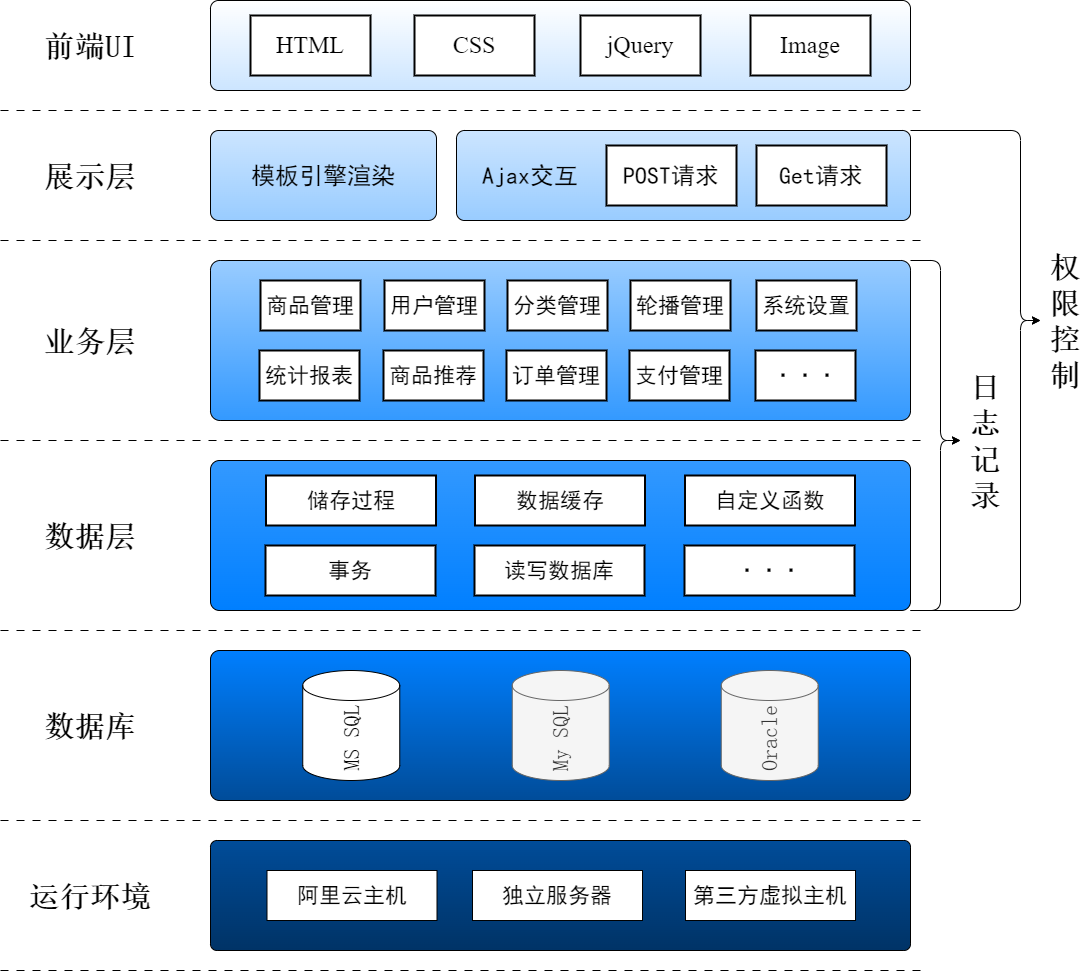 前端UI
HTML
CSS
jQuery
Image
展示层
模板引擎渲染
Ajax交互
POST请求
Get请求
业务层
商品管理
用户管理
分类管理
轮播管理
系统设置
统计报表
商品推荐
订单管理
支付管理
···
数据层
储存过程
数据缓存
自定义函数
事务
读写数据库
···
日志记录
权限控制
数据库
MS SQL
My SQL
Oracle
运行环境
阿里云主机
独立服务器
第三方虚拟主机